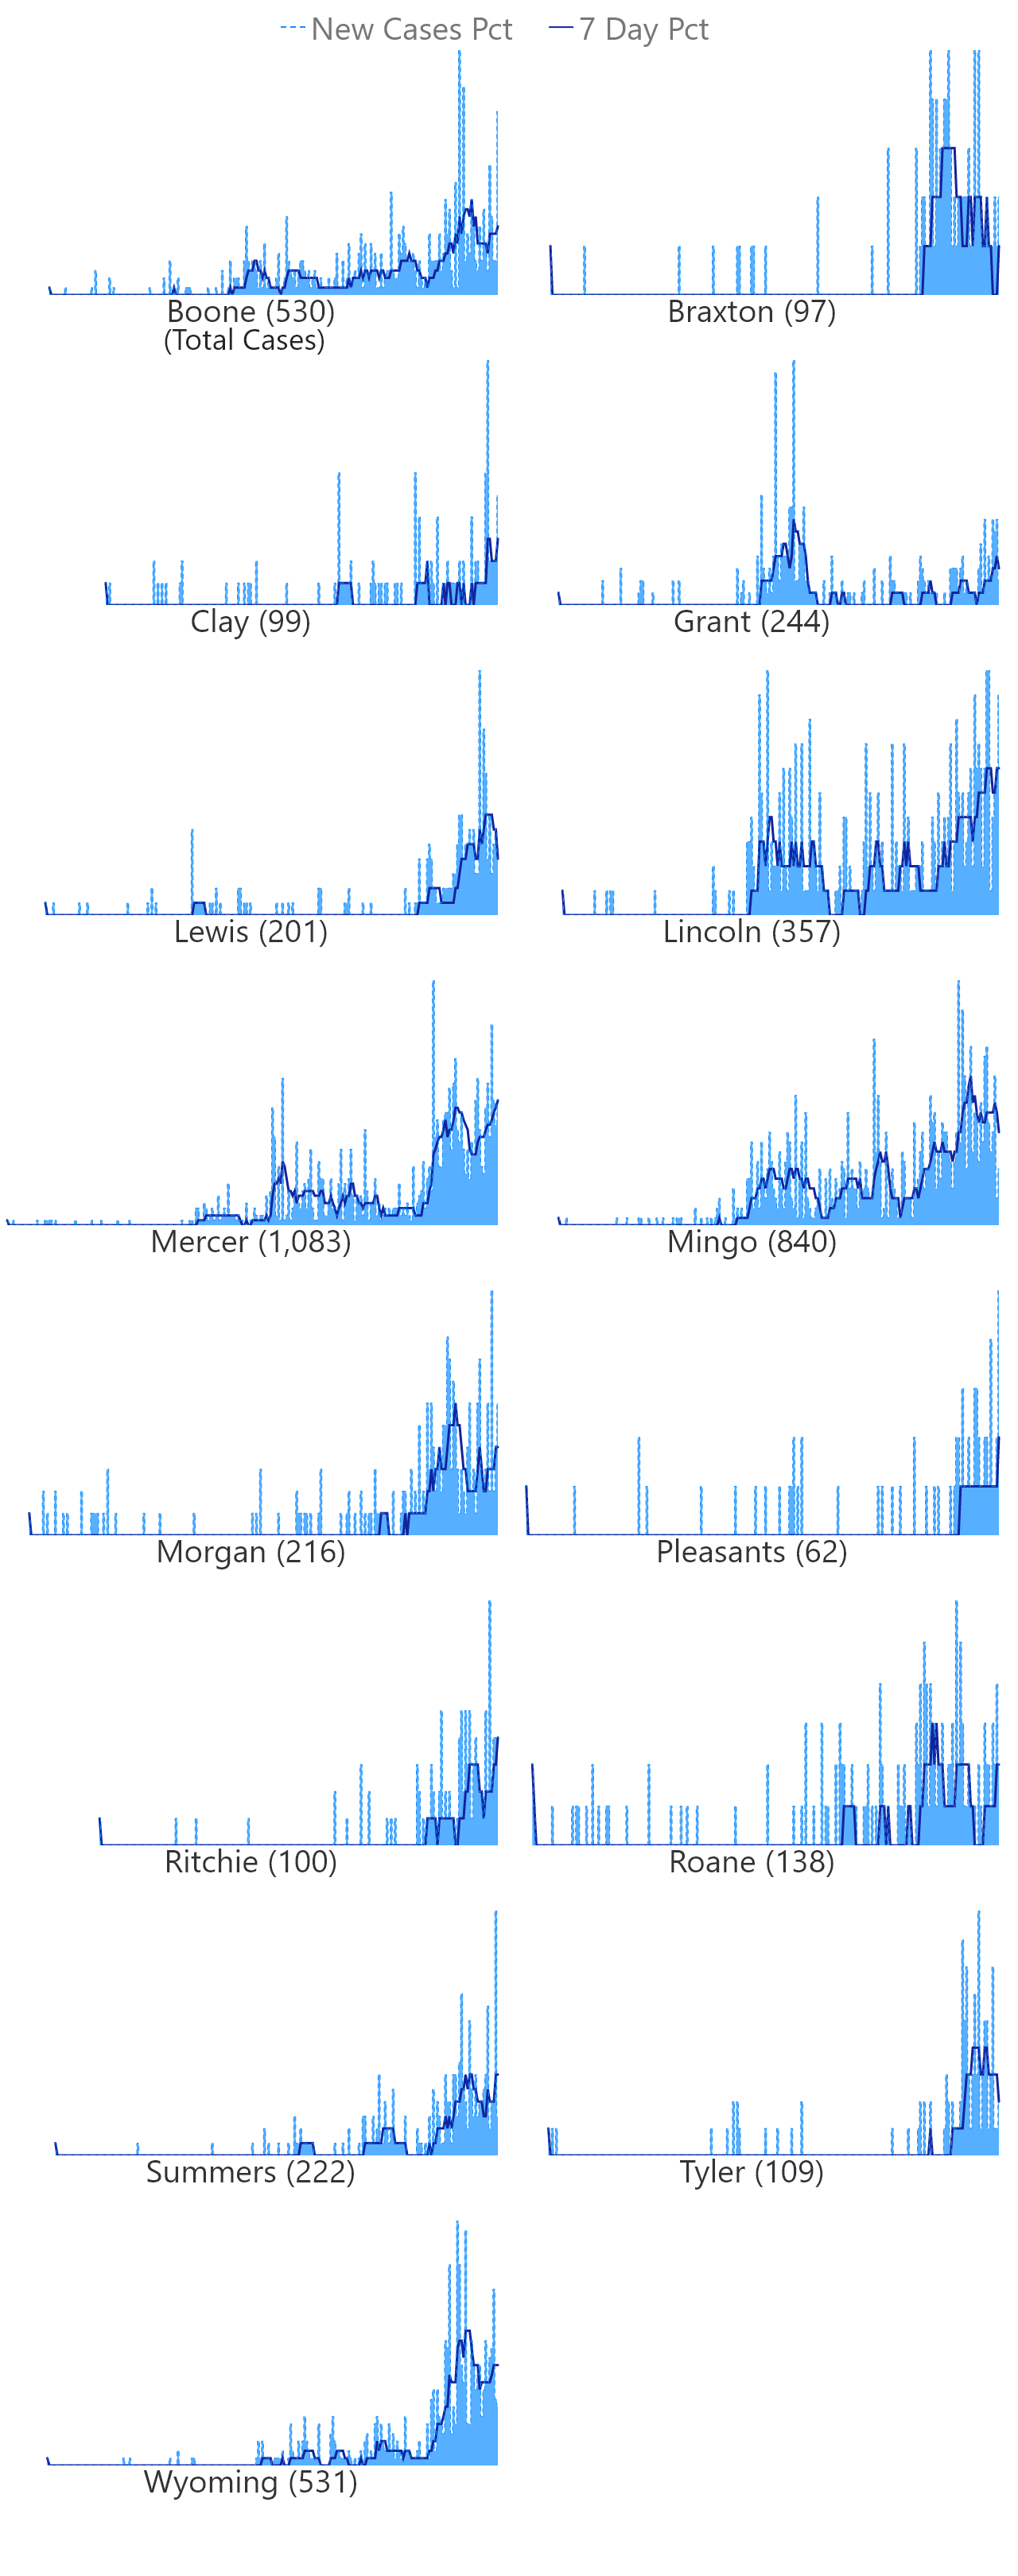 New Cases Pct 7 Day Pct
Boone (530) Braxton (97)
(Total Cases)
Clay (99) Grant (244)
Lewis (201) Lincoln (357)
Mercer (1,083) Mingo (840)
Morgan (216) Pleasants (62)
Ritchie (100) Roane (138)
Summers (222) Tyler (109)
Wyoming (531)